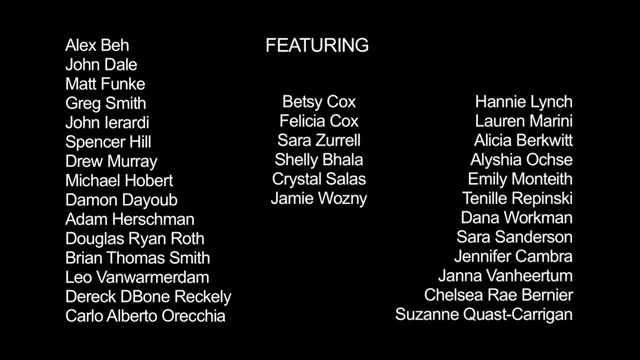 FEATURING
Alex Beh
John Dale
Matt Funke
Greg Smith
John Ierardi
Spencer Hill
Drew Murray
Michael Hobert
Damon Dayoub
Adam Herschman
Douglas Ryan Roth
Brian Thomas Smith
Leo Vanwarmerdam
Dereck DBone Reckely
Carlo Alberto Orecchia
Betsy Cox
Felicia Cox
Sara Zurrell
Shelly Bhala
Crystal Salas
Jamie Wozny
Hannie Lynch
Lauren Marini
Alicia Berkwitt
Alyshia Ochse
Emily Monteith
Tenille Repinski
Dana Workman
Sara Sanderson
Jennifer Cambra
Janna Vanheertum
Chelsea Rae Bernier
Suzanne Quast-Carrigan